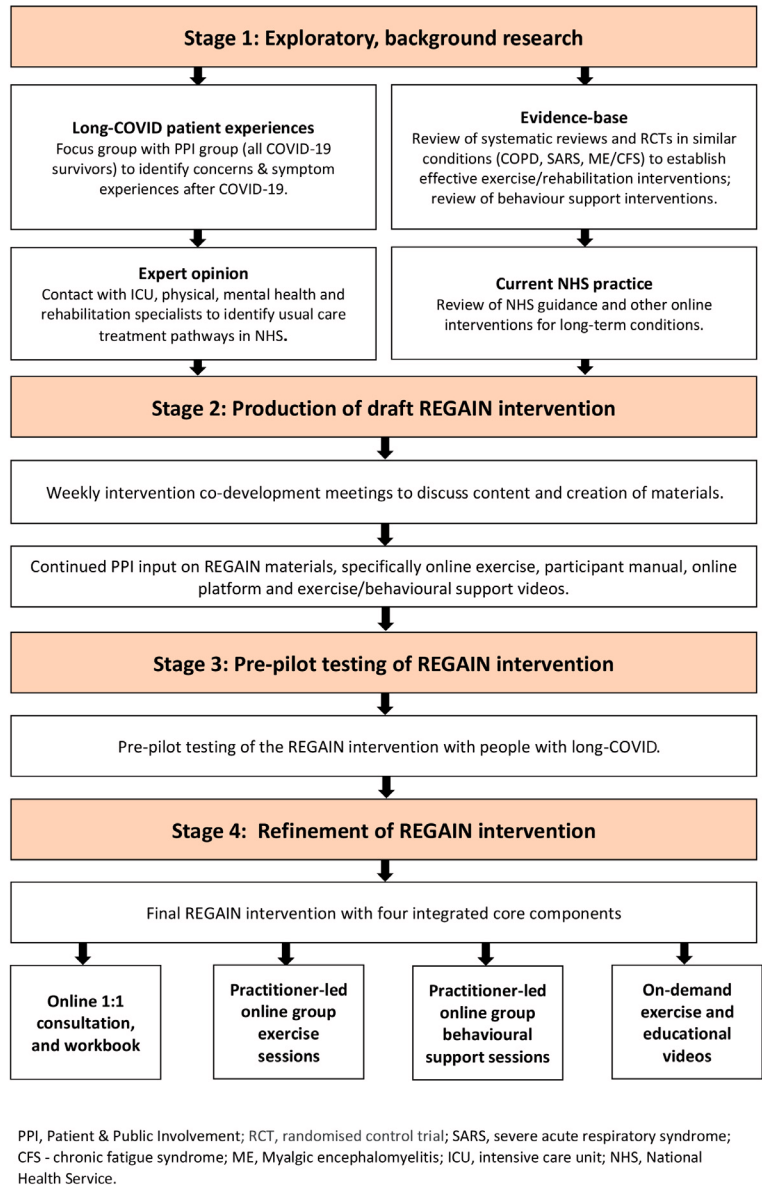 Stage 1: Exploratory, background research
Long-COVID patient experiences
Focus group with PPI group (all COVID-19
survivors) to identify concerns & symptom
experiences after COVID-19.
Evidence-base
Review of systematic reviews and RCTs in similar
conditions (COPD, SARS, ME/CFS) to establish
effective exercise/rehabilitation interventions;
review of behaviour support interventions.
Expert opinion
Contact with ICU, physical, mental health and
rehabilitation specialists to identify usual care
treatment pathways in NHS.
Current NHS practice
Review of NHS guidance and other online
interventions for long-term conditions.
Stage 2: Production of draft REGAIN intervention
Weekly intervention co-development meetings to discuss content and creation of materials.
Continued PPI input on REGAIN materials, specifically online exercise, participant manual, online
platform and exercise/behavioural support videos.
Stage 3: Pre-pilot testing of REGAIN intervention
Pre-pilot testing of the REGAIN intervention with people with long-COVID.
Stage 4:  Refinement of REGAIN intervention
Final REGAIN intervention with four integrated core components
Online 1:1
consultation,
and workbook
Practitioner-led
online group
exercise
sessions
Practitioner-led
online group
behavioural
support sessions
On-demand
exercise and
educational
videos
PPI, Patient & Public Involvement; RCT, randomised control trial; SARS, severe acute respiratory syndrome;
CFS - chronic fatigue syndrome; ME, Myalgic encephalomyelitis; ICU, intensive care unit; NHS, National
Health Service.